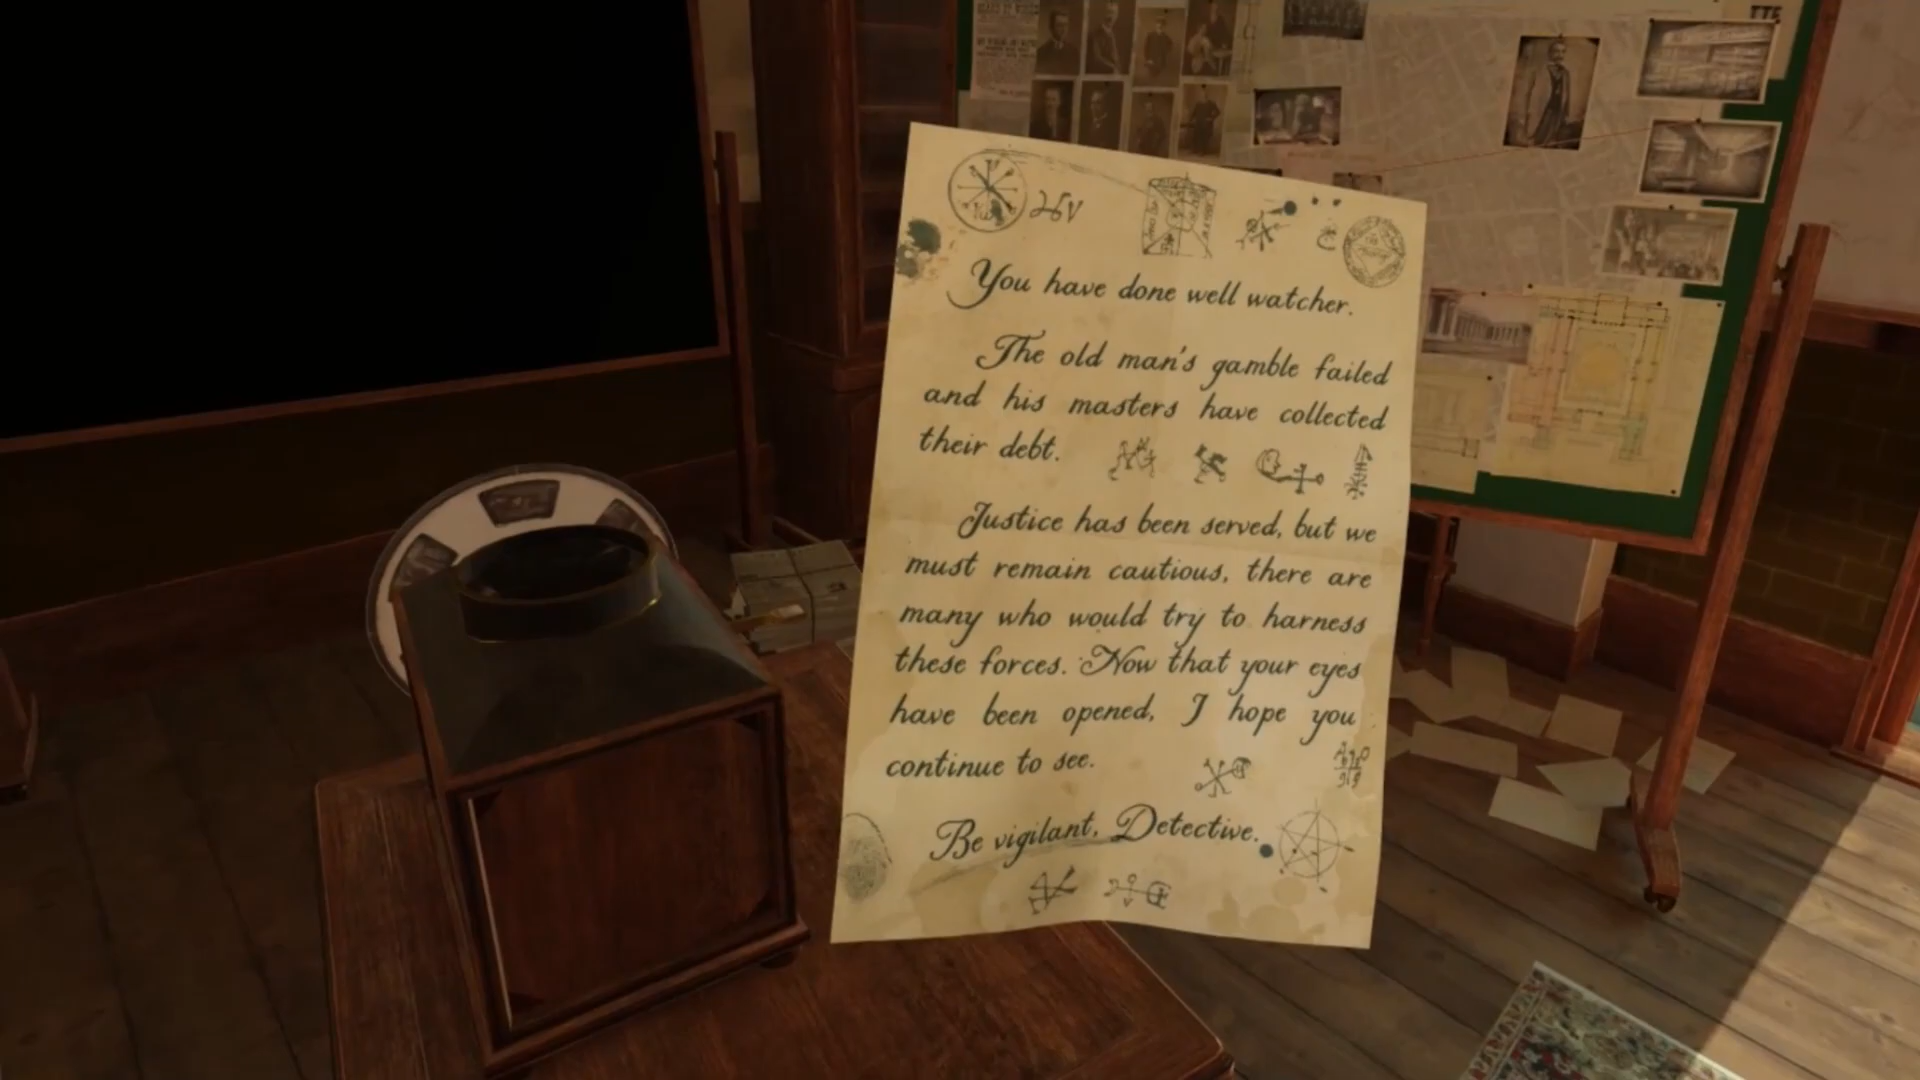 You have done well watcher.
The old man's gamble failed
and his masters have collected
their debt.
Justice has been served, but we
must remain cautious, there are
many who would try to harness
these forces. Now that your eyes
have been opened, I hope you
continue to see.
Be vigilant, Detective.